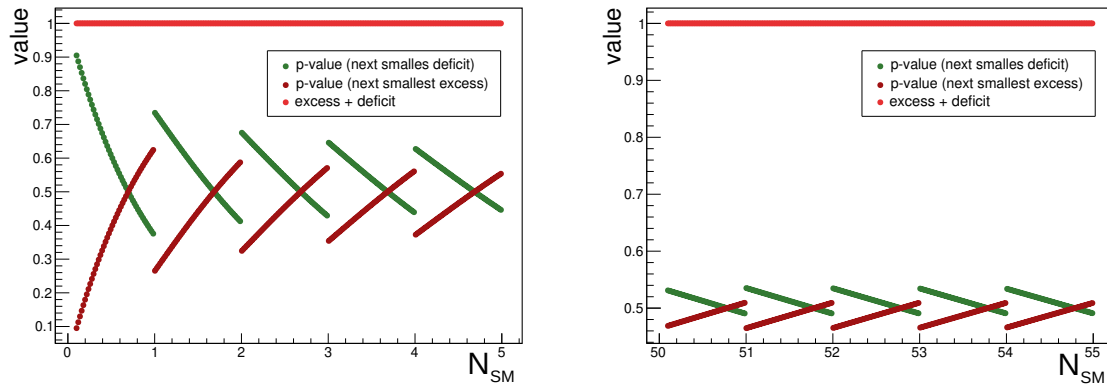 value
1
0.9
0.8
0.7
0.6
0.5
0.4
0.3
0.2
0.1
p-value (next smalles deficit)
p-value (next smallest excess)
excess + deficit
0 1 2 3 4 5
N_SM
value
1
0.9
0.8
0.7
0.6
0.5
p-value (next smalles deficit)
p-value (next smallest excess)
excess + deficit
50 51 52 53 54 55
N_SM